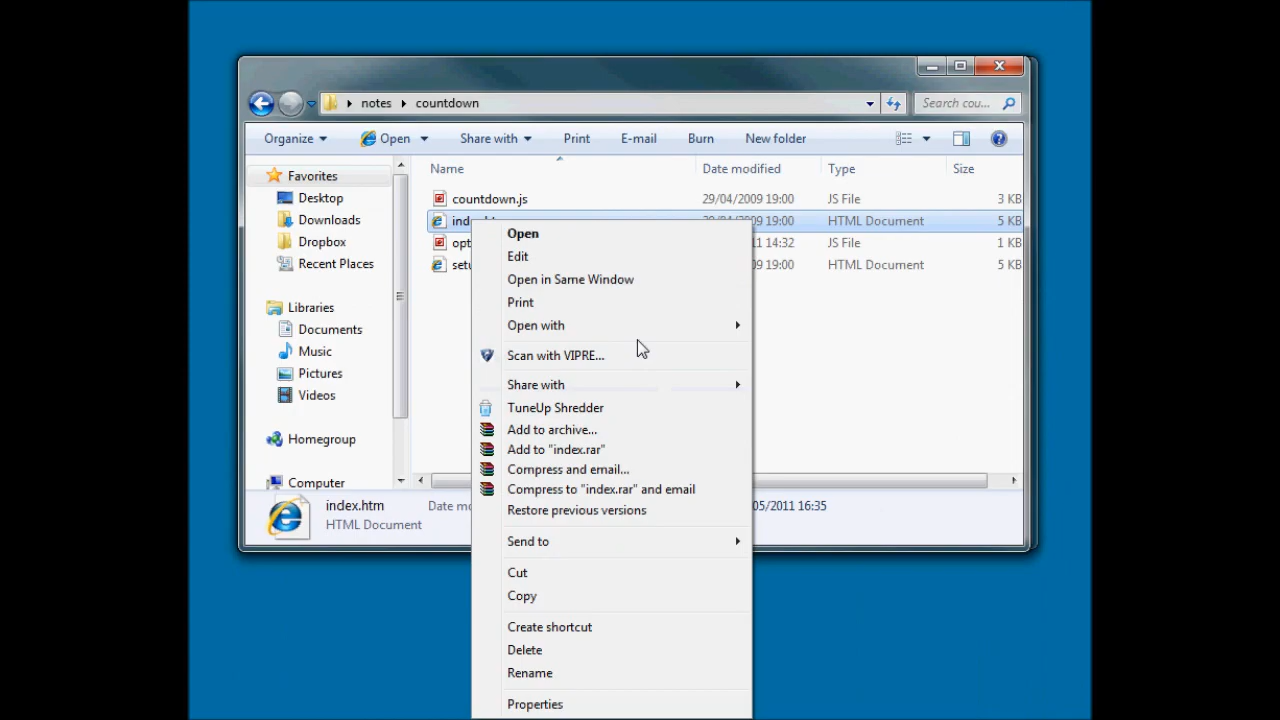 notes countdown Search cou...
Organize Open Share with Print E-mail Burn New folder
Name Date modified Type Size
Favorites
Desktop
Downloads
Dropbox
Recent Places
Libraries
Documents
Music
Pictures
Videos
Homegroup
Computer
countdown.js 29/04/2009 19:00 JS File 3 KB
HTML Document 5 KB
11 14:32 JS File 1 KB
19:00 HTML Document 5 KB
Open
Edit
Open in Same Window
Print
Open with
Scan with VIPRE...
Share with
TuneUp Shredder
Add to archive...
Add to "index.rar"
Compress and email...
Compress to "index.rar" and email
Restore previous versions
Send to
Cut
Copy
Create shortcut
Delete
Rename
Properties
index.htm Date mo 05/2011 16:35
HTML Document